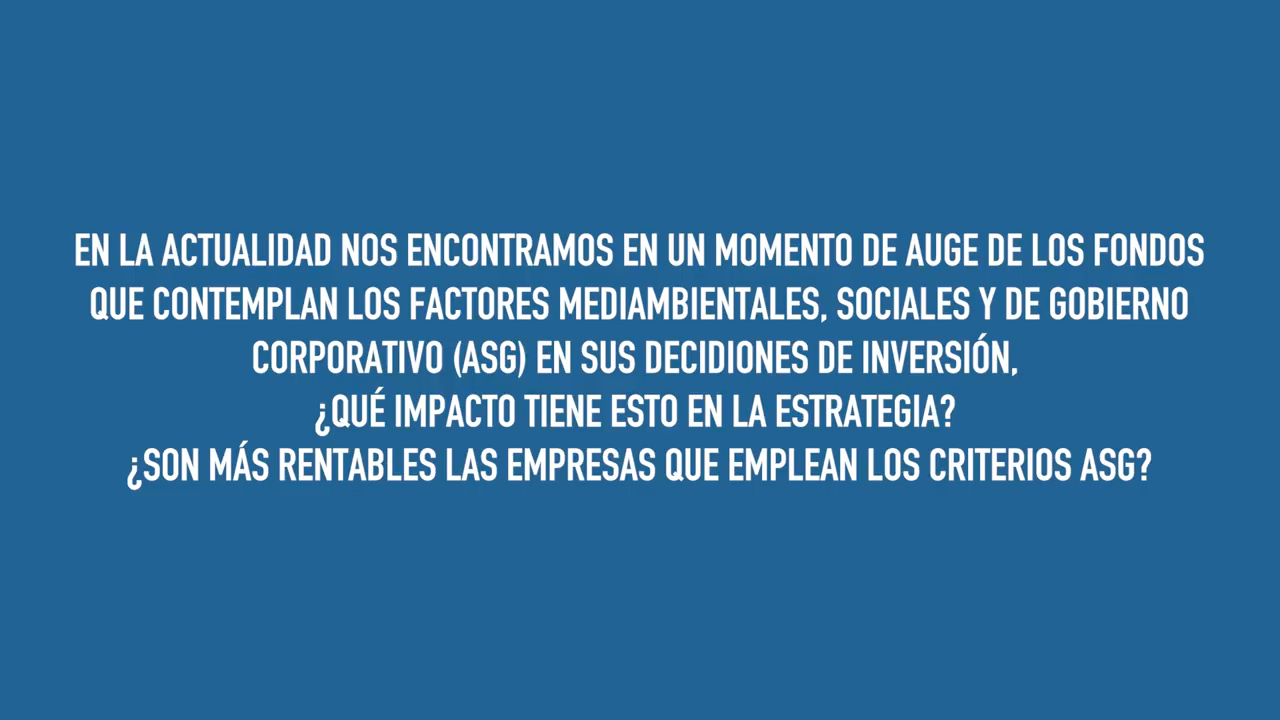 EN LA ACTUALIDAD NOS ENCONTRAMOS EN UN MOMENTO DE AUGE DE LOS FONDOS
QUE CONTEMPLAN LOS FACTORES MEDIAMBIENTALES, SOCIALES Y DE GOBIERNO
CORPORATIVO (ASG) EN SUS DECIDIONES DE INVERSIÓN,
¿QUÉ IMPACTO TIENE ESTO EN LA ESTRATEGIA?
¿SON MÁS RENTABLES LAS EMPRESAS QUE EMPLEAN LOS CRITERIOS ASG?